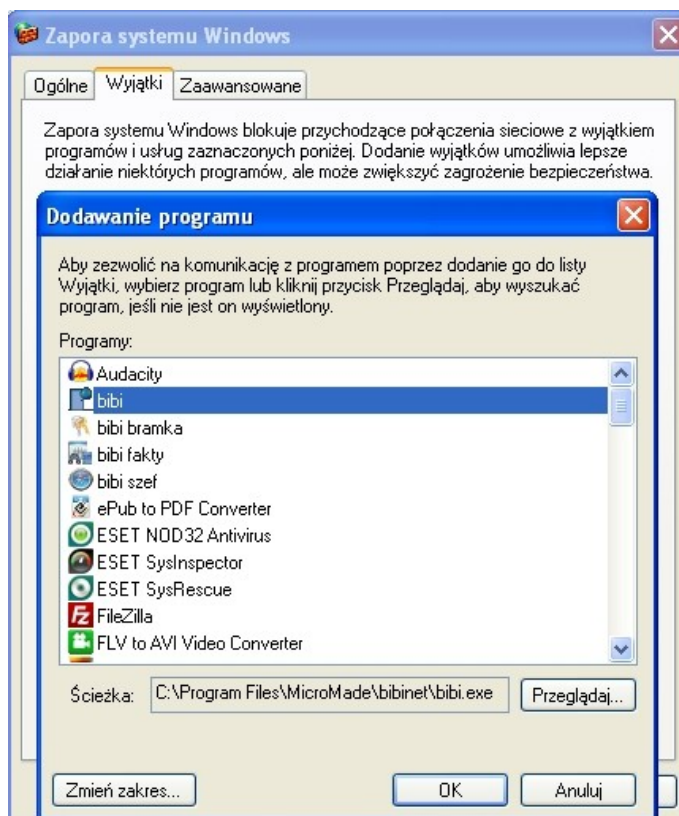 Zapora systemu Windows
Ogólne Wyjątki Zaawansowane
Zapora systemu Windows blokuje przychodzące połączenia sieciowe z wyjątkiem
programów i usług zaznaczonych poniżej. Dodanie wyjątków umożliwia lepsze
działanie niektórych programów, ale może zwiększyć zagrożenie bezpieczeństwa.
Dodawanie programu
Aby zezwolić na komunikację z programem poprzez dodanie go do listy
Wyjątki, wybierz program lub kliknij przycisk Przeglądaj, aby wyszukać
program, jeśli nie jest on wyświetlony.
Programy:
Audacity
bibi
bibi bramka
bibi fakty
bibi szef
ePub to PDF Converter
ESET NOD32 Antivirus
ESET SysInspector
ESET SysRescue
FileZilla
FLV to AVI Video Converter
Ścieżka: C:\Program Files\MicroMade\bibinet\bibi.exe Przeglądaj...
Zmień zakres... OK Anuluj